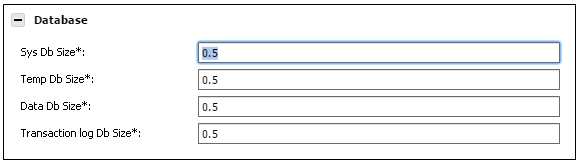 Database
Sys Db Size*: 0.5
Temp Db Size*: 0.5
Data Db Size*: 0.5
Transaction log Db Size*: 0.5